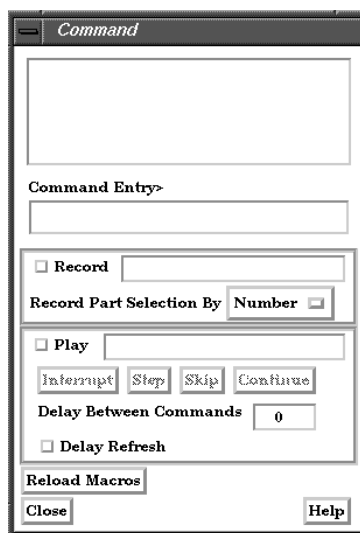 Command
Command Entry>
Record
Record Part Selection By Number
Play
Interrupt Step Skip Continue
Delay Between Commands 0
Delay Refresh
Reload Macros
Close Help